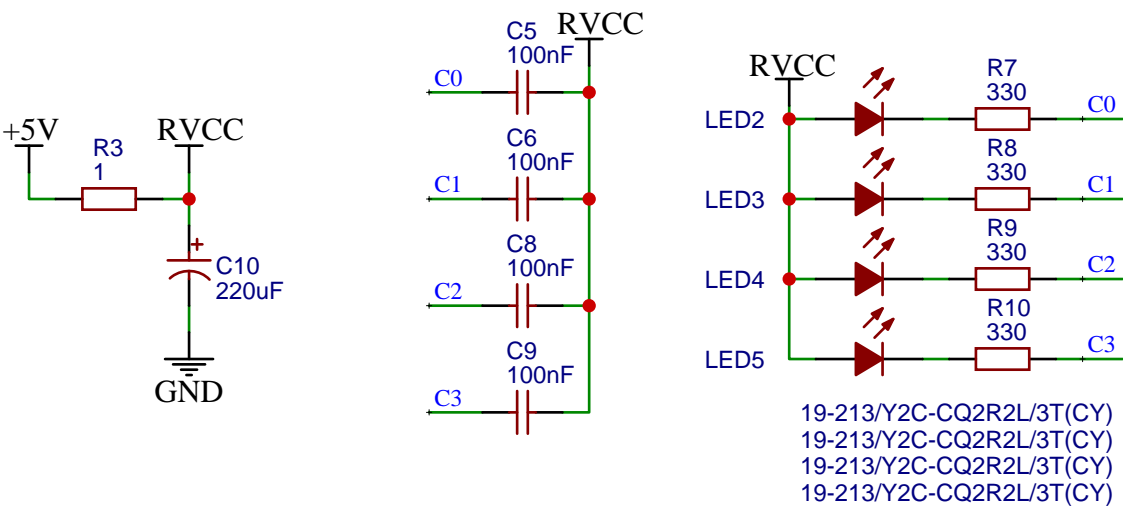 +5V
R3
1
RVCC
C10
220uF
GND
RVCC
C5
100nF
C0
C6
100nF
C1
C8
100nF
C2
C9
100nF
C3
RVCC
LED2
R7
330
C0
LED3
R8
330
C1
LED4
R9
330
C2
LED5
R10
330
C3
19-213/Y2C-CQ2R2L/3T(CY)
19-213/Y2C-CQ2R2L/3T(CY)
19-213/Y2C-CQ2R2L/3T(CY)
19-213/Y2C-CQ2R2L/3T(CY)